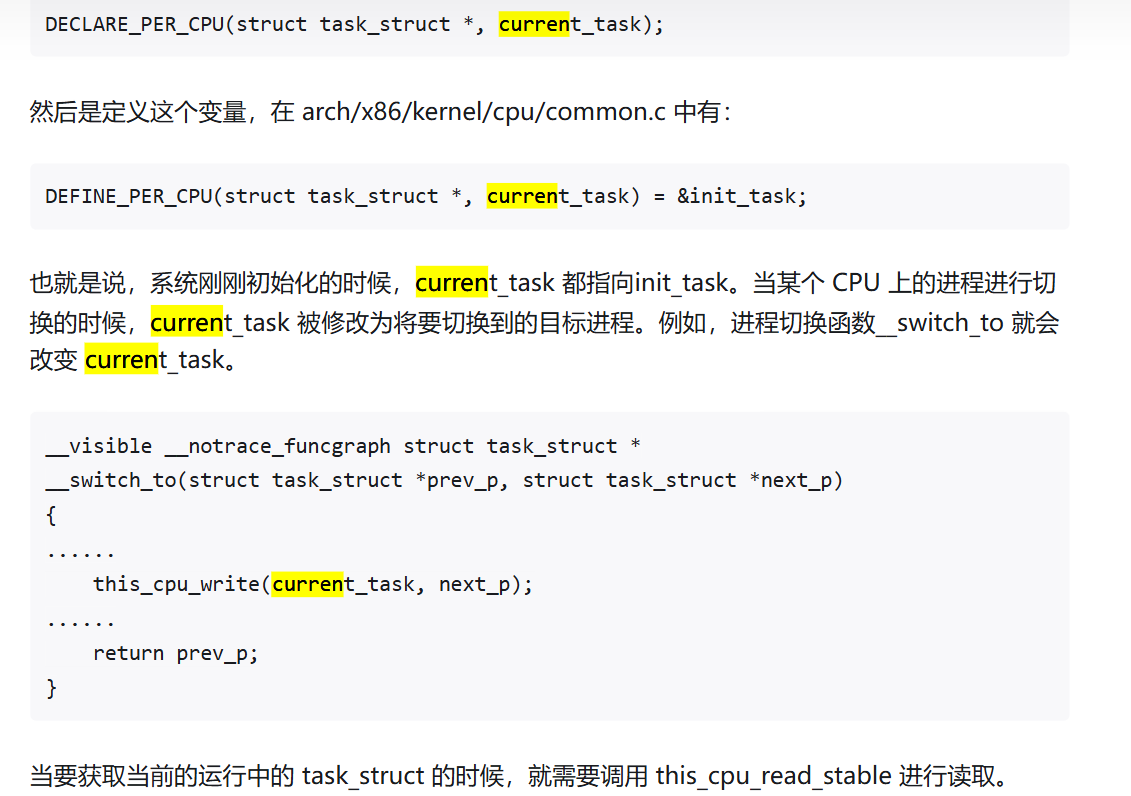 DECLARE_PER_CPU(struct task_struct *, current_task);
然后是定义这个变量，在 arch/x86/kernel/cpu/common.c 中有：
DEFINE_PER_CPU(struct task_struct *, current_task) = &init_task;
也就是说，系统刚刚初始化的时候，current_task 都指向init_task。当某个 CPU 上的进程进行切
换的时候，current_task 被修改为将要切换到的目标进程。例如，进程切换函数__switch_to 就会
改变 current_task。
__visible __notrace_funcgraph struct task_struct *
__switch_to(struct task_struct *prev_p, struct task_struct *next_p)
{
......
    this_cpu_write(current_task, next_p);
......
    return prev_p;
}
当要获取当前的运行中的 task_struct 的时候，就需要调用 this_cpu_read_stable 进行读取。